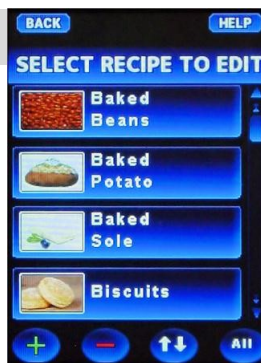 BACK HELP
SELECT RECIPE TO EDIT
Baked
Beans
Baked
Potato
Baked
Sole
Biscuits
All